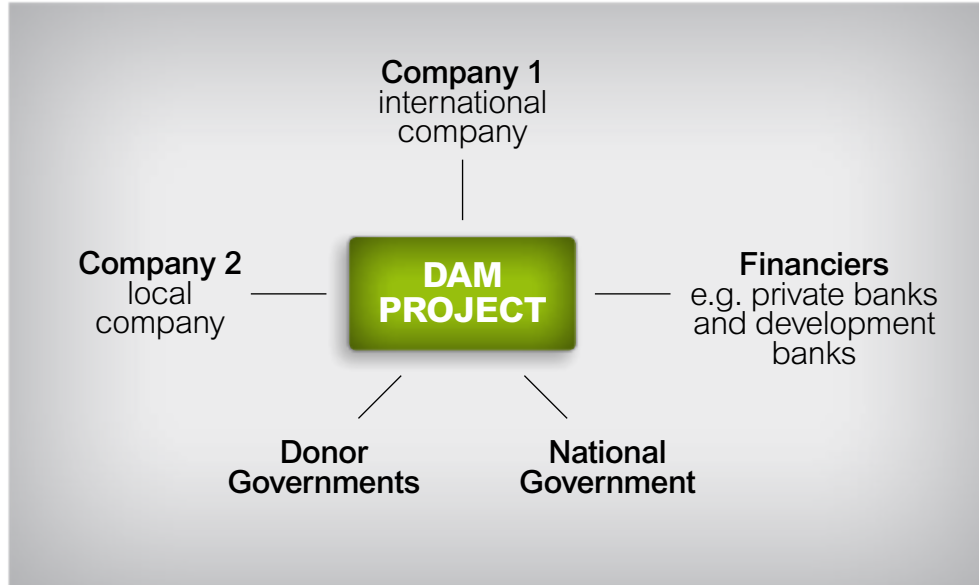 Company 1
international
company
Company 2
local
company
DAM
PROJECT
Financiers
e.g. private banks
and development
banks
Donor
Governments
National
Government